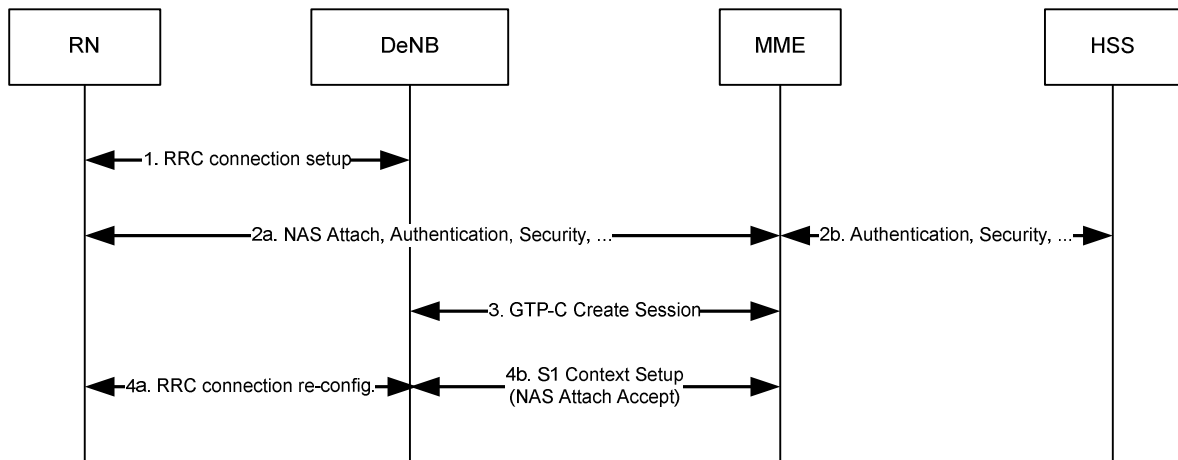 RN
DeNB
MME
HSS
1. RRC connection setup
2a. NAS Attach, Authentication, Security, ...
2b. Authentication, Security, ...
3. GTP-C Create Session
4a. RRC connection re-config.
4b. S1 Context Setup
(NAS Attach Accept)